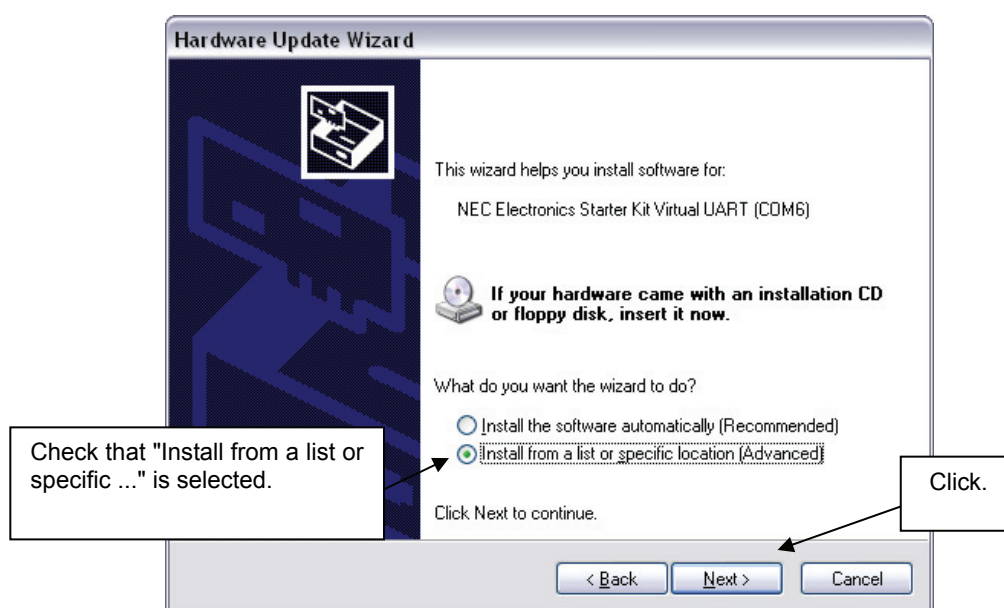 Hardware Update Wizard
This wizard helps you install software for:
NEC Electronics Starter Kit Virtual UART (COM6)
If your hardware came with an installation CD
or floppy disk, insert it now.
What do you want the wizard to do?
Install the software automatically (Recommended)
Install from a list or specific location (Advanced)
Check that "Install from a list or
specific ..." is selected.
Click.
Click Next to continue.
< Back
Next >
Cancel